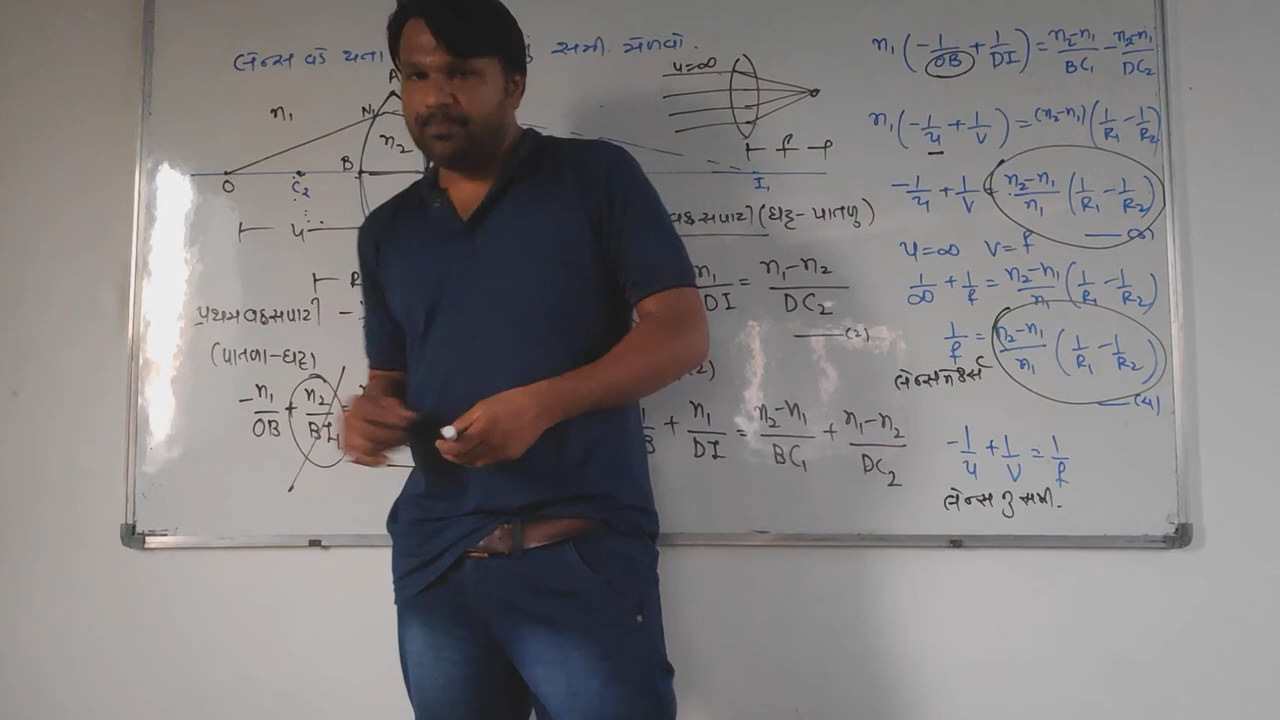 લેન્સ વડે થતા સમી. મેળવો.
A
N
n₁
n₂
B
O
C₂
I₁
u
R
u=∞
f
પ્રથમ વક્રસપાટી –
(પાતળા-ઘટ્ટ)
-n₁/OB + n₂/BI₁ =
વક્રસપાટી (ઘટ્ટ-પાતળુ)
n₁/DI = (n₁-n₂)/DC₂
—(2)
+ n₁/DI = (n₂-n₁)/BC₁ + (n₁-n₂)/DC₂
n₁(-1/OB + 1/DI) = (n₂-n₁)/BC₁ - (n₂-n₁)/DC₂
n₁(-1/u + 1/v) = (n₂-n₁)(1/R₁ - 1/R₂)
-1/u + 1/v = (n₂-n₁)/n₁ (1/R₁ - 1/R₂)
u=∞ v=f
1/∞ + 1/f = (n₂-n₁)/n₁ (1/R₁ - 1/R₂)
1/f = (n₂-n₁)/n₁ (1/R₁ - 1/R₂)
—(4)
-1/u + 1/v = 1/f
લેન્સનુ સમી.